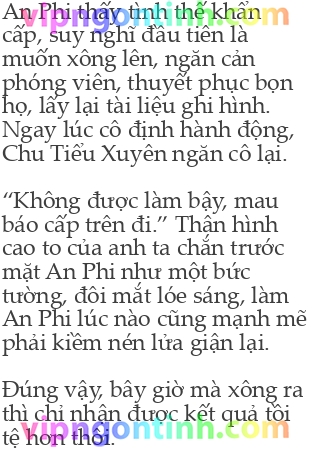 An Phi thấy tình thế khẩn
vipngontinh.com
cấp, suy nghĩ đầu tiên là
muốn xông lên, ngăn cản
phóng viên, thuyết phục bọn
họ, lấy lại tài liệu ghi hình.
Ngay lúc cô định hành động,
Chu Tiểu Xuyên ngăn cô lại.
“Không được làm bậy, mau
báo cấp trên đi.” Thân hình
cao to của anh ta chắn trước
mặt An Phi như một bức
tường, đôi mắt lóe sáng, làm
An Phi lúc nào cũng mạnh mẽ
phải kiềm nén lửa giận lại.
Đúng vậy, bây giờ mà xông ra
thì chỉ nhận được kết quả tồi
tệ hơn thôi.
vipngontinh.com